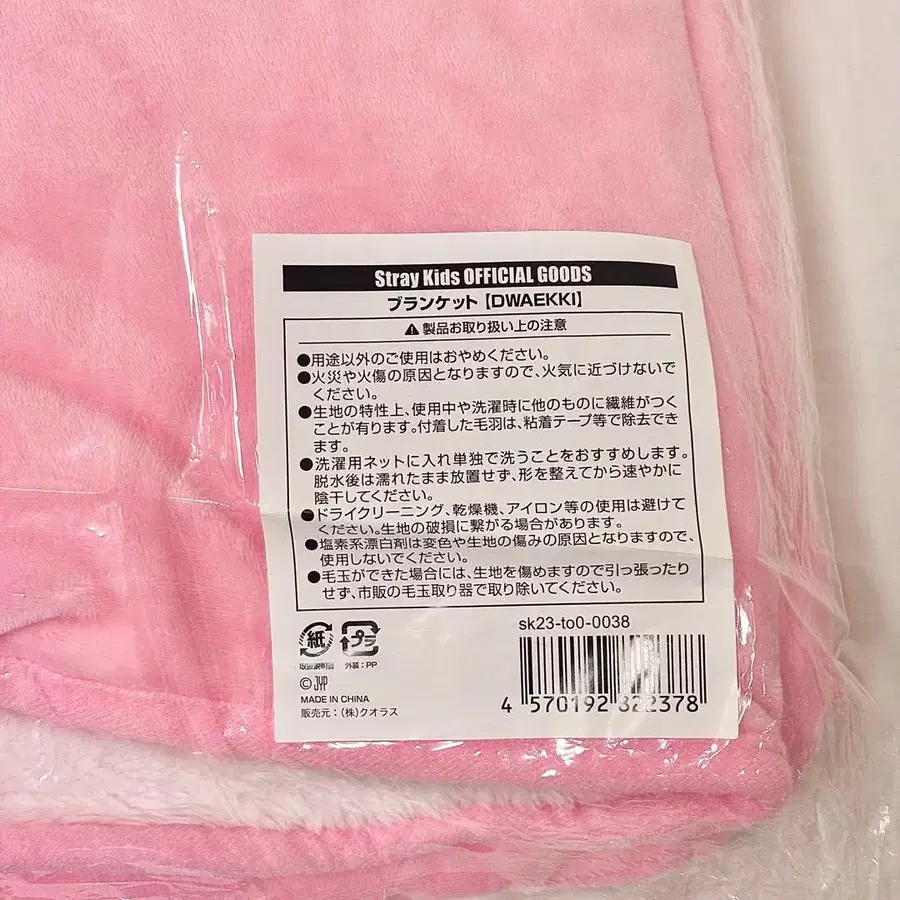 Stray Kids OFFICIAL GOODS
ブランケット【DWAEKKI】
⚠製品お取り扱い上の注意
●用途以外のご使用はおやめください。
●火災や火傷の原因となりますので、火気に近づけないで
ください。
●生地の特性上、使用中や洗濯時に他のものに繊維がつく
ことが有ります。付着した毛羽は、粘着テープ等で除去でき
ます。
●洗濯用ネットに入れ単独で洗うことをおすすめします。
脱水後は濡れたまま放置せず、形を整えてから速やかに
陰干してください。
●ドライクリーニング、乾燥機、アイロン等の使用は避けて
ください。生地の破損に繋がる場合があります。
●塩素系漂白剤は変色や生地の傷みの原因となりますので、
使用しないでください。
●毛玉ができた場合には、生地を傷めますので引っ張ったり
せず、市販の毛玉取り器で取り除いてください。
sk23-to0-0038
紙 プラ
取扱説明書 外装:PP
© JYP
MADE IN CHINA
販売元:(株)クオラス
4 570192 822378